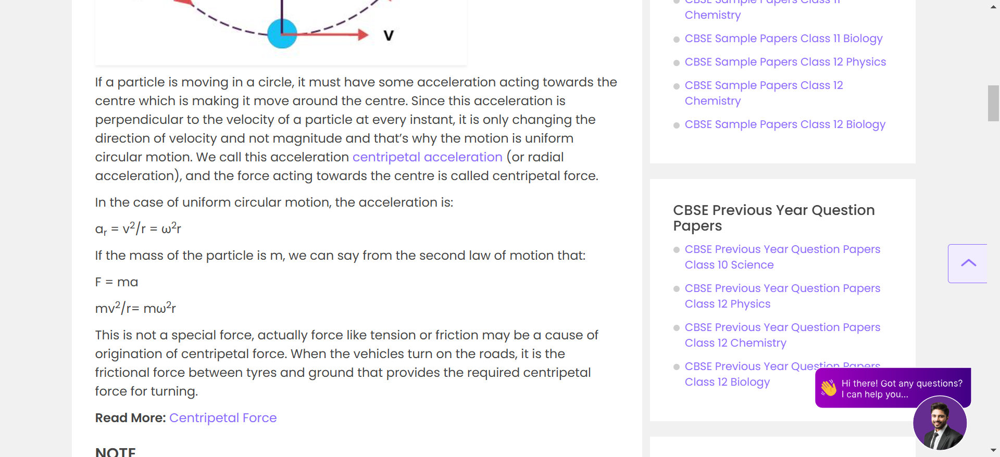 v
If a particle is moving in a circle, it must have some acceleration acting towards the
centre which is making it move around the centre. Since this acceleration is
perpendicular to the velocity of a particle at every instant, it is only changing the
direction of velocity and not magnitude and that’s why the motion is uniform
circular motion. We call this acceleration centripetal acceleration (or radial
acceleration), and the force acting towards the centre is called centripetal force.
In the case of uniform circular motion, the acceleration is:
aᵣ = v²/r = ω²r
If the mass of the particle is m, we can say from the second law of motion that:
F = ma
mv²/r= mω²r
This is not a special force, actually force like tension or friction may be a cause of
origination of centripetal force. When the vehicles turn on the roads, it is the
frictional force between tyres and ground that provides the required centripetal
force for turning.
Read More: Centripetal Force
NOTE
CBSE Sample Papers Class 11
Chemistry
CBSE Sample Papers Class 11 Biology
CBSE Sample Papers Class 12 Physics
CBSE Sample Papers Class 12
Chemistry
CBSE Sample Papers Class 12 Biology
CBSE Previous Year Question
Papers
CBSE Previous Year Question Papers
Class 10 Science
CBSE Previous Year Question Papers
Class 12 Physics
CBSE Previous Year Question Papers
Class 12 Chemistry
CBSE Previous Year Question Papers
Class 12 Biology
Hi there! Got any questions?
I can help you...